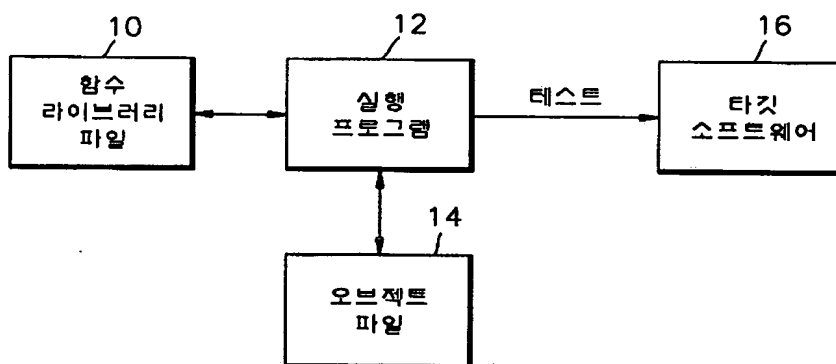 10
함수
라이브러리
파일
12
실행
프로그램
테스트
16
타깃
소프트웨어
14
오브젝트
파일